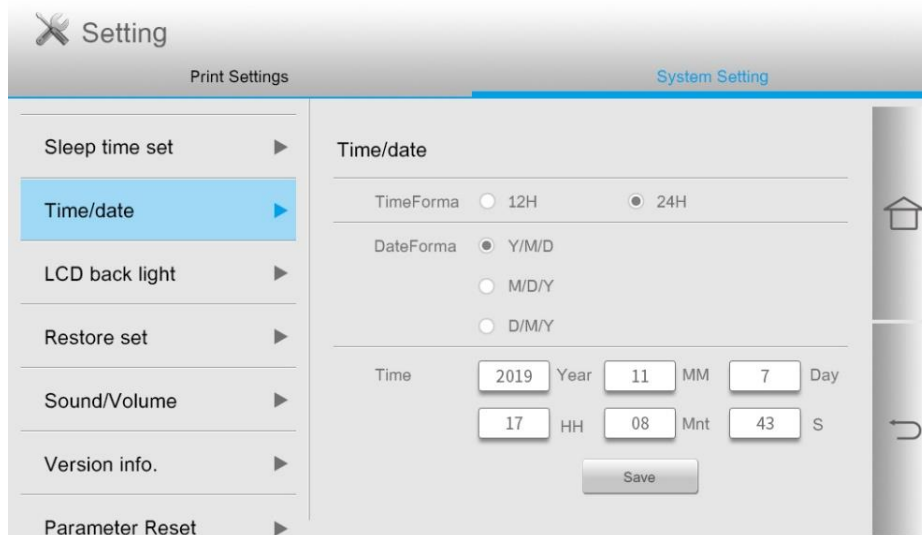 Setting
Print Settings
System Setting
Sleep time set
Time/date
LCD back light
Restore set
Sound/Volume
Version info.
Parameter Reset
Time/date
TimeForma 12H 24H
DateForma Y/M/D
M/D/Y
D/M/Y
Time 2019 Year 11 MM 7 Day
17 HH 08 Mnt 43 S
Save